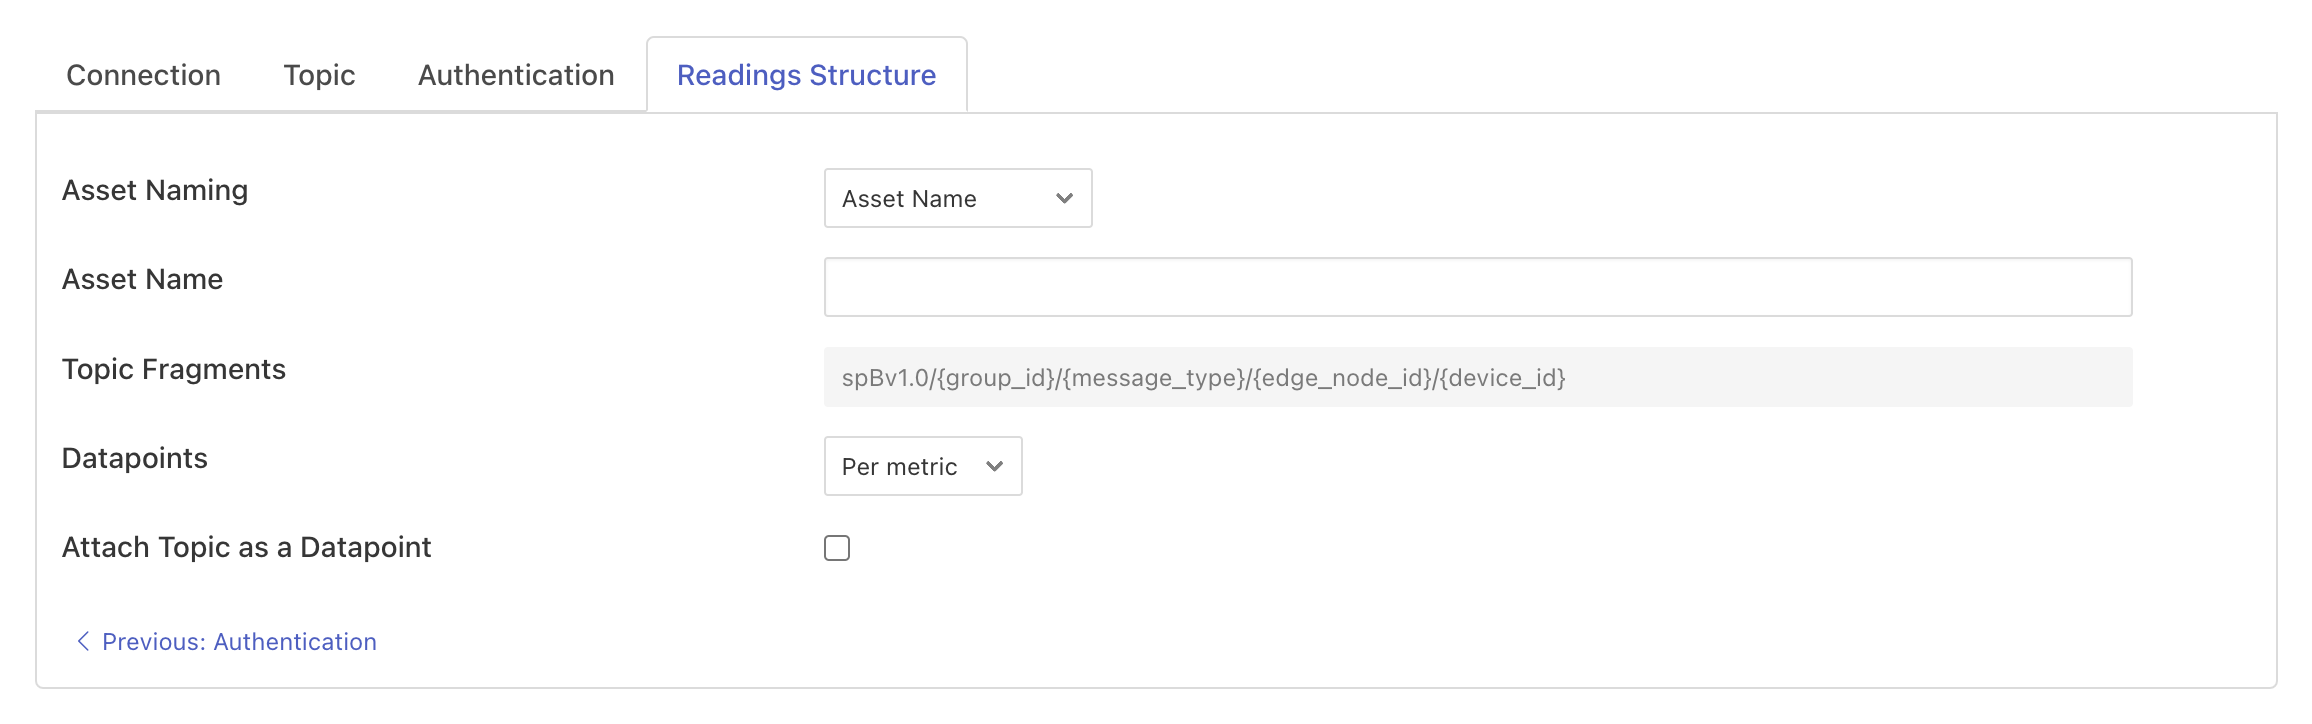 Connection Topic Authentication Readings Structure
Asset Naming Asset Name
Asset Name
Topic Fragments spBv1.0/{group_id}/{message_type}/{edge_node_id}/{device_id}
Datapoints Per metric
Attach Topic as a Datapoint
Previous: Authentication